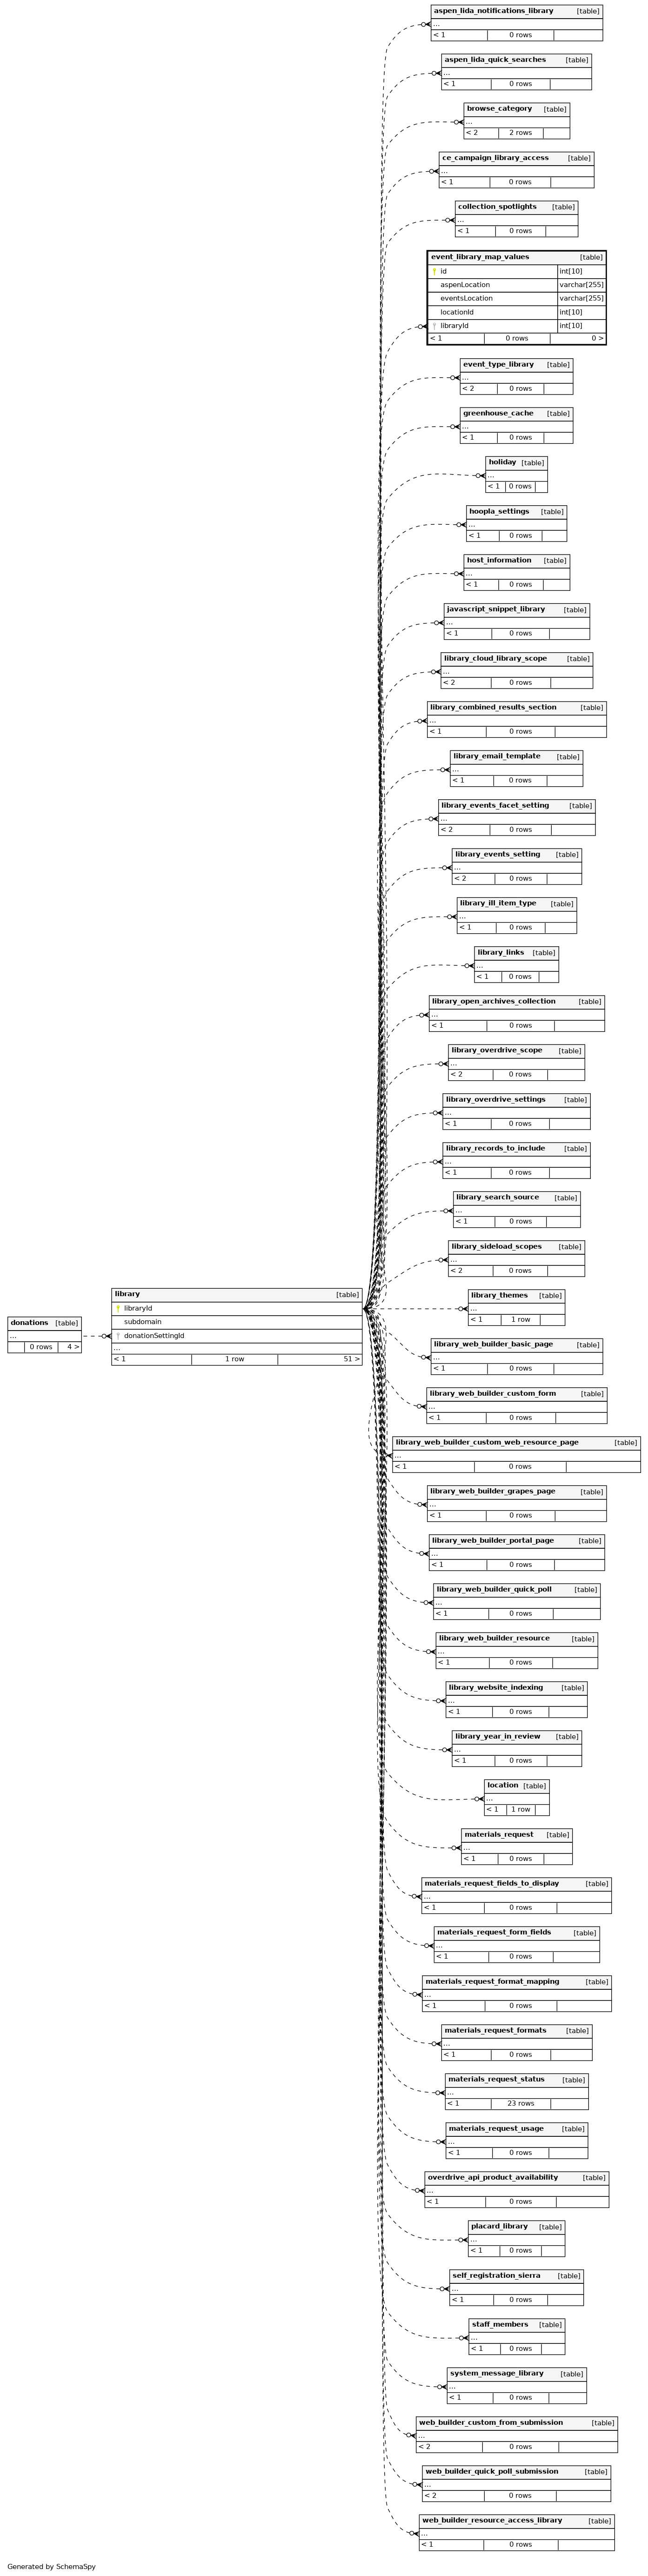 aspen_lida_notifications_library [table]
...
< 1 0 rows
aspen_lida_quick_searches [table]
...
< 1 0 rows
browse_category [table]
...
< 2 2 rows
ce_campaign_library_access [table]
...
< 1 0 rows
collection_spotlights [table]
...
< 1 0 rows
event_library_map_values [table]
id int[10]
aspenLocation varchar[255]
eventsLocation varchar[255]
locationId int[10]
libraryId int[10]
< 1 0 rows 0 >
event_type_library [table]
...
< 2 0 rows
greenhouse_cache [table]
...
< 1 0 rows
holiday [table]
...
< 1 0 rows
hoopla_settings [table]
...
< 1 0 rows
host_information [table]
...
< 1 0 rows
javascript_snippet_library [table]
...
< 1 0 rows
library_cloud_library_scope [table]
...
< 2 0 rows
library_combined_results_section [table]
...
< 1 0 rows
library_email_template [table]
...
< 1 0 rows
library_events_facet_setting [table]
...
< 2 0 rows
library_events_setting [table]
...
< 2 0 rows
library_ill_item_type [table]
...
< 1 0 rows
library_links [table]
...
< 1 0 rows
library_open_archives_collection [table]
...
< 1 0 rows
library_overdrive_scope [table]
...
< 2 0 rows
library_overdrive_settings [table]
...
< 1 0 rows
library_records_to_include [table]
...
< 1 0 rows
library_search_source [table]
...
< 1 0 rows
library_sideload_scopes [table]
...
< 2 0 rows
donations [table]
...
0 rows 4 >
library [table]
libraryId
subdomain
donationSettingId
...
< 1 1 row 51 >
library_themes [table]
...
< 1 1 row
library_web_builder_basic_page [table]
...
< 1 0 rows
library_web_builder_custom_form [table]
...
< 1 0 rows
library_web_builder_custom_web_resource_page [table]
...
< 1 0 rows
library_web_builder_grapes_page [table]
...
< 1 0 rows
library_web_builder_portal_page [table]
...
< 1 0 rows
library_web_builder_quick_poll [table]
...
< 1 0 rows
library_web_builder_resource [table]
...
< 1 0 rows
library_website_indexing [table]
...
< 1 0 rows
library_year_in_review [table]
...
< 1 0 rows
location [table]
...
< 1 1 row
materials_request [table]
...
< 1 0 rows
materials_request_fields_to_display [table]
...
< 1 0 rows
materials_request_form_fields [table]
...
< 1 0 rows
materials_request_format_mapping [table]
...
< 1 0 rows
materials_request_formats [table]
...
< 1 0 rows
materials_request_status [table]
...
< 1 23 rows
materials_request_usage [table]
...
< 1 0 rows
overdrive_api_product_availability [table]
...
< 1 0 rows
placard_library [table]
...
< 1 0 rows
self_registration_sierra [table]
...
< 1 0 rows
staff_members [table]
...
< 1 0 rows
system_message_library [table]
...
< 1 0 rows
web_builder_custom_from_submission [table]
...
< 2 0 rows
web_builder_quick_poll_submission [table]
...
< 2 0 rows
web_builder_resource_access_library [table]
...
< 1 0 rows
Generated by SchemaSpy